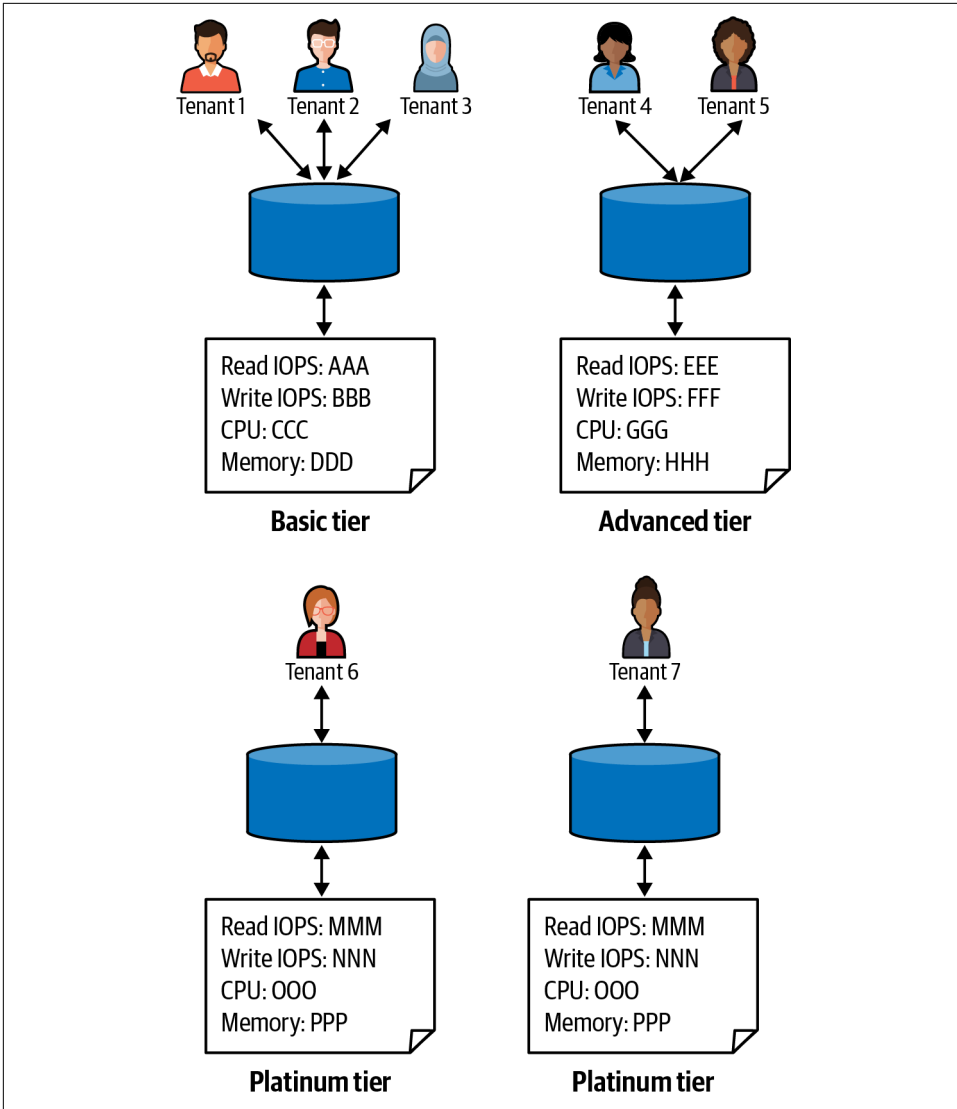 Tenant 1
Tenant 2
Tenant 3
Tenant 4
Tenant 5
Read IOPS: AAA
Write IOPS: BBB
CPU: CCC
Memory: DDD
Basic tier
Read IOPS: EEE
Write IOPS: FFF
CPU: GGG
Memory: HHH
Advanced tier
Tenant 6
Tenant 7
Read IOPS: MMM
Write IOPS: NNN
CPU: OOO
Memory: PPP
Platinum tier
Read IOPS: MMM
Write IOPS: NNN
CPU: OOO
Memory: PPP
Platinum tier